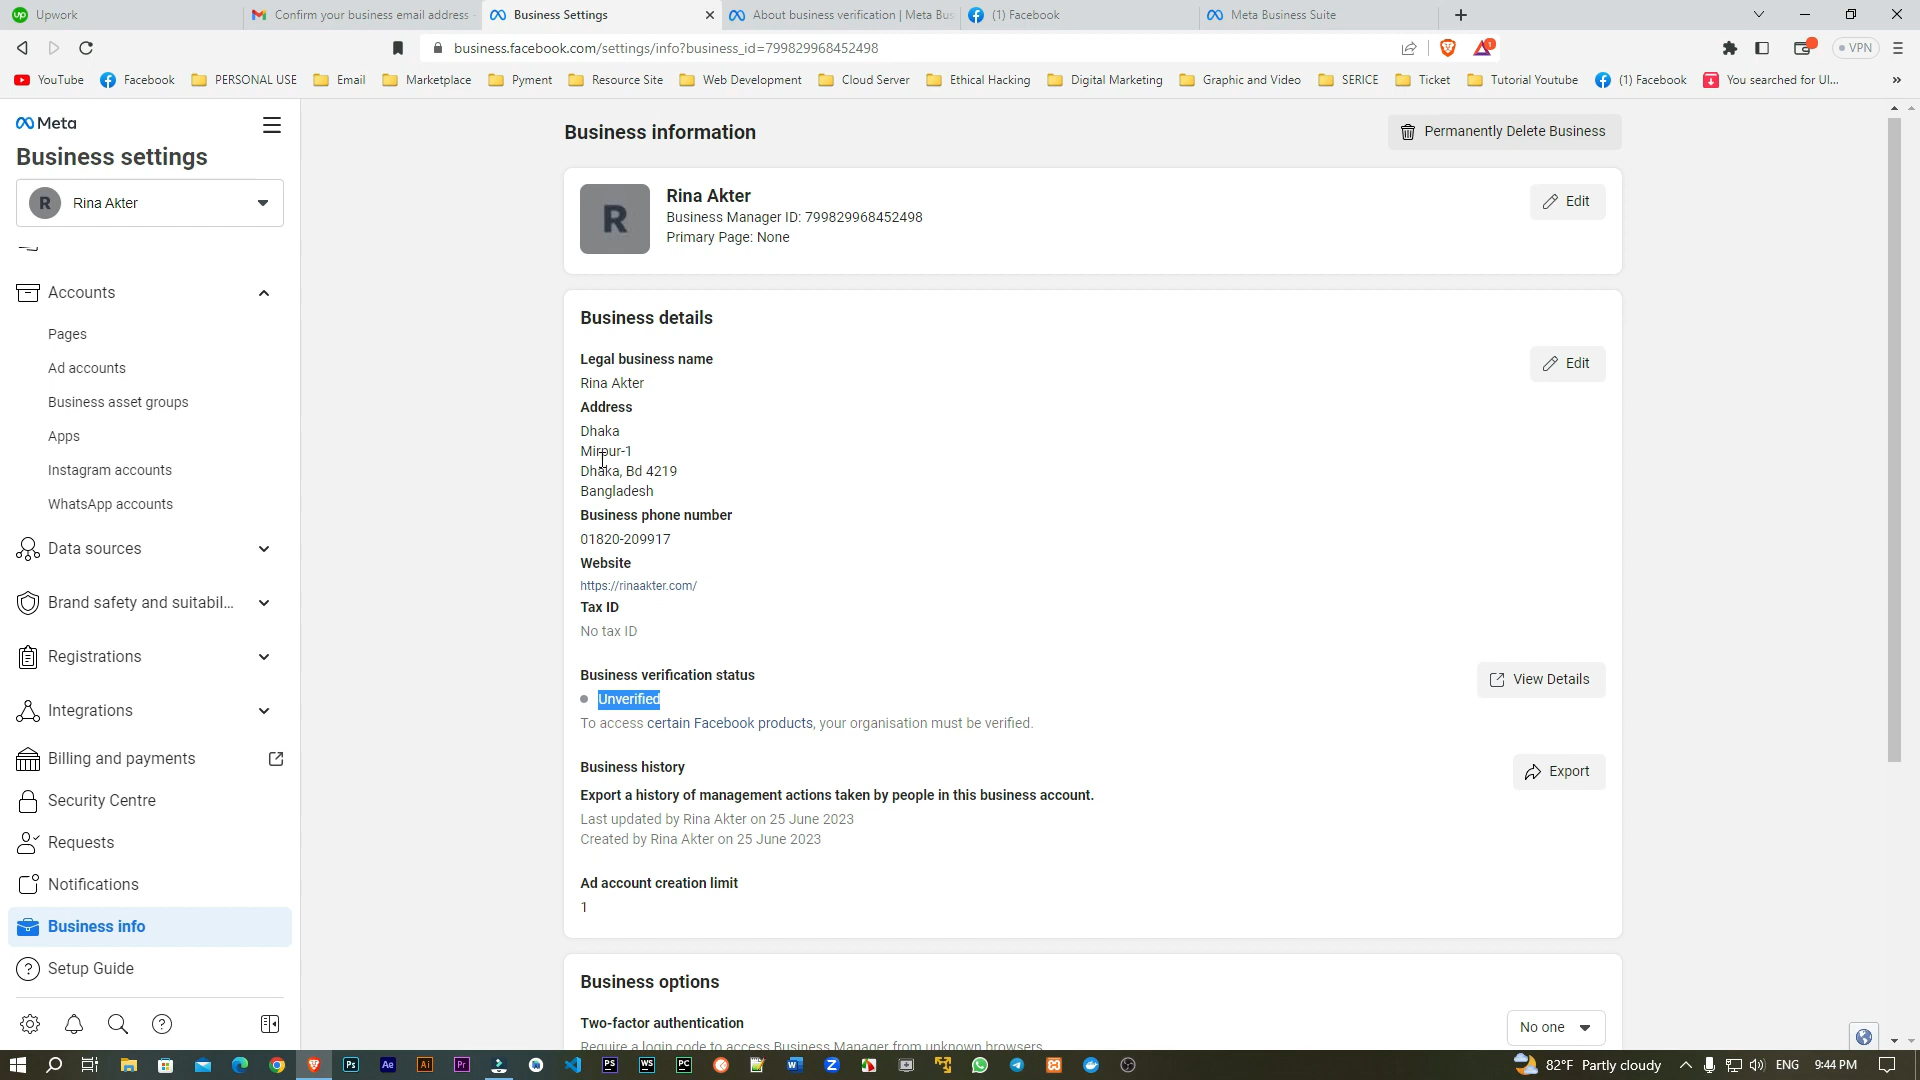 Upwork
Confirm your business email address
Business Settings
About business verification | Meta Bus
(1) Facebook
Meta Business Suite
business.facebook.com/settings/info?business_id=799829968452498
VPN
YouTube
Facebook
PERSONAL USE
Email
Marketplace
Pyment
Resource Site
Web Development
Cloud Server
Ethical Hacking
Digital Marketing
Graphic and Video
SERICE
Ticket
Tutorial Youtube
(1) Facebook
You searched for Ul...
Meta
Business settings
R
Rina Akter
Accounts
Pages
Ad accounts
Business asset groups
Apps
Instagram accounts
WhatsApp accounts
Data sources
Brand safety and suitabil...
Registrations
Integrations
Billing and payments
Security Centre
Requests
Notifications
Business info
Setup Guide
Business information
Permanently Delete Business
R
Rina Akter
Business Manager ID: 799829968452498
Primary Page: None
Edit
Business details
Legal business name
Edit
Rina Akter
Address
Dhaka
Mirpur-1
Dhaka, Bd 4219
Bangladesh
Business phone number
01820-209917
Website
https://rinaakter.com/
Tax ID
No tax ID
Business verification status
View Details
Unverified
To access certain Facebook products, your organisation must be verified.
Business history
Export
Export a history of management actions taken by people in this business account.
Last updated by Rina Akter on 25 June 2023
Created by Rina Akter on 25 June 2023
Ad account creation limit
1
Business options
Two-factor authentication
No one
Require a login code to access Business Manager from unknown browsers.
82°F Partly cloudy
ENG
9:44 PM